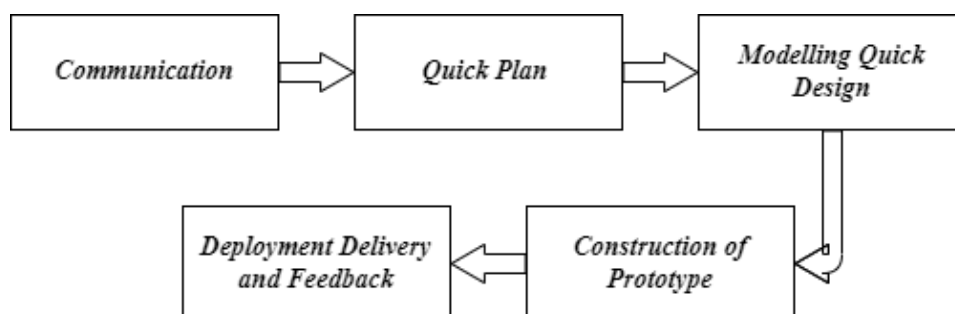 Communication
Quick Plan
Modelling Quick
Design
Construction of
Prototype
Deployment Delivery
and Feedback